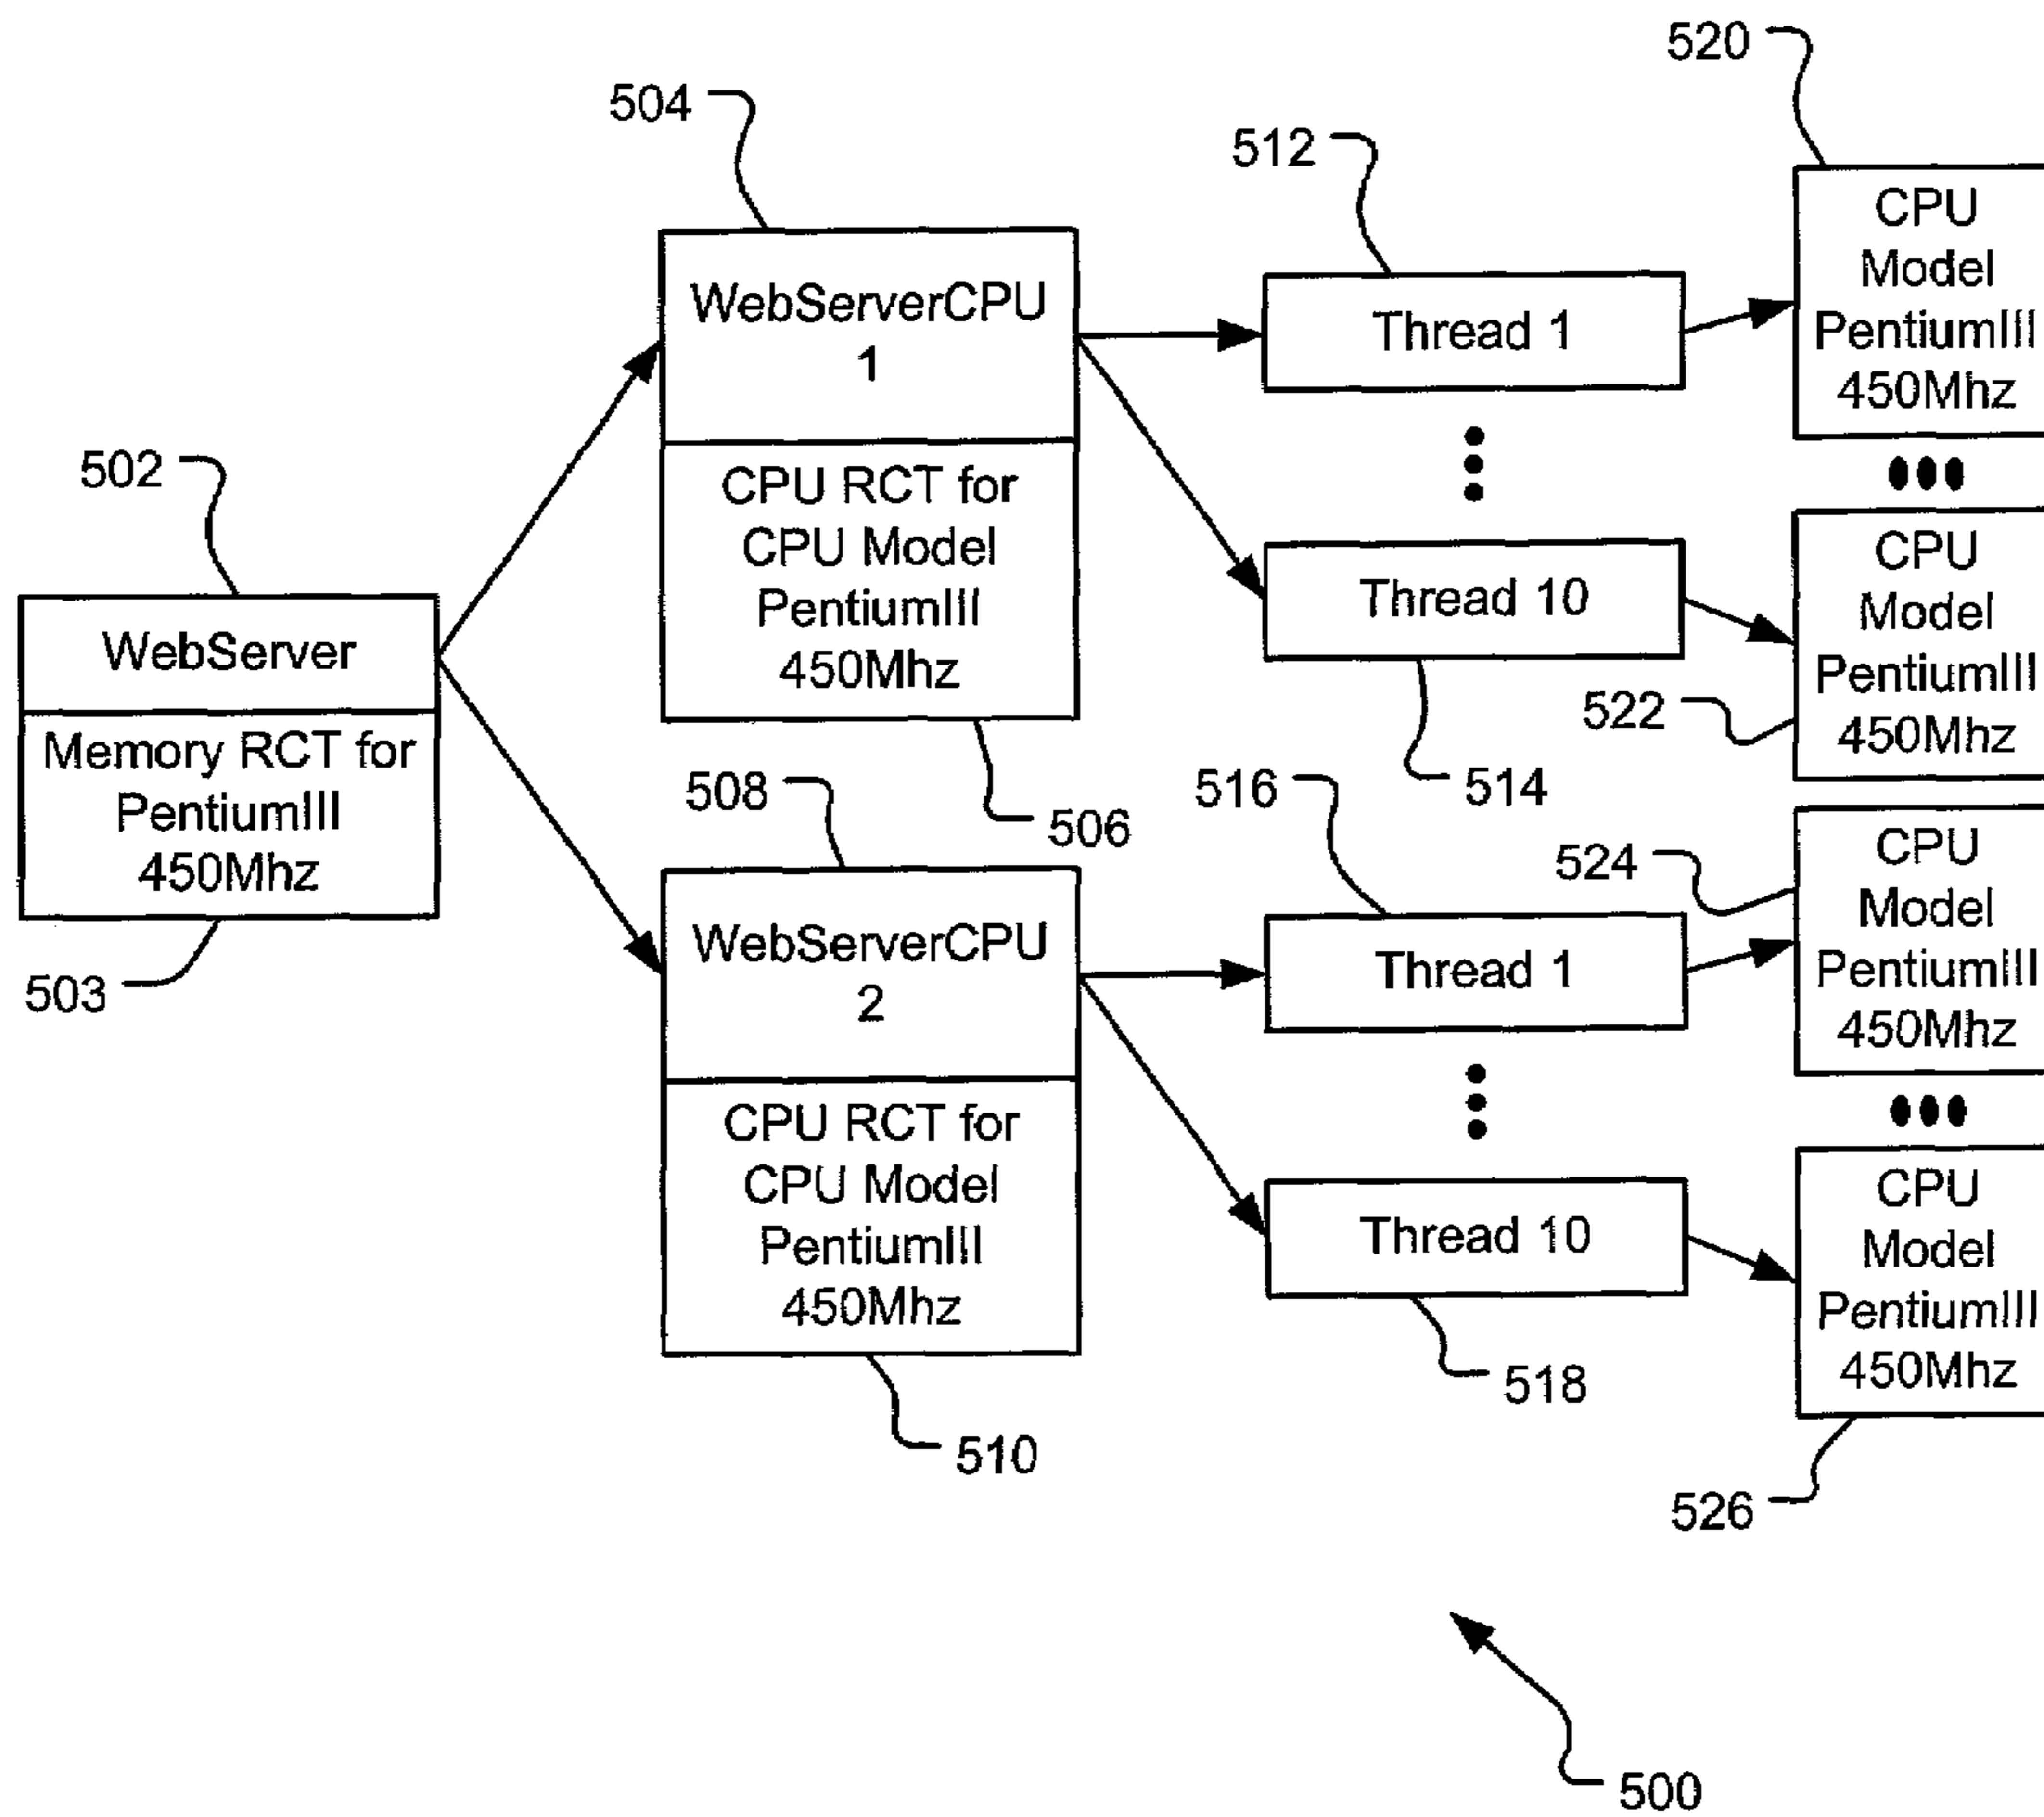 520
504
512
CPU
Model
PentiumIII
450Mhz
WebServerCPU
1
Thread 1
CPU RCT for
CPU Model
PentiumIII
450Mhz
502
Thread 10
CPU
Model
PentiumIII
450Mhz
WebServer
Memory RCT for
PentiumIII
450Mhz
522
514
506
508
516
524
503
WebServerCPU
2
Thread 1
CPU
Model
PentiumIII
450Mhz
CPU RCT for
CPU Model
PentiumIII
450Mhz
Thread 10
CPU
Model
PentiumIII
450Mhz
518
510
526
500